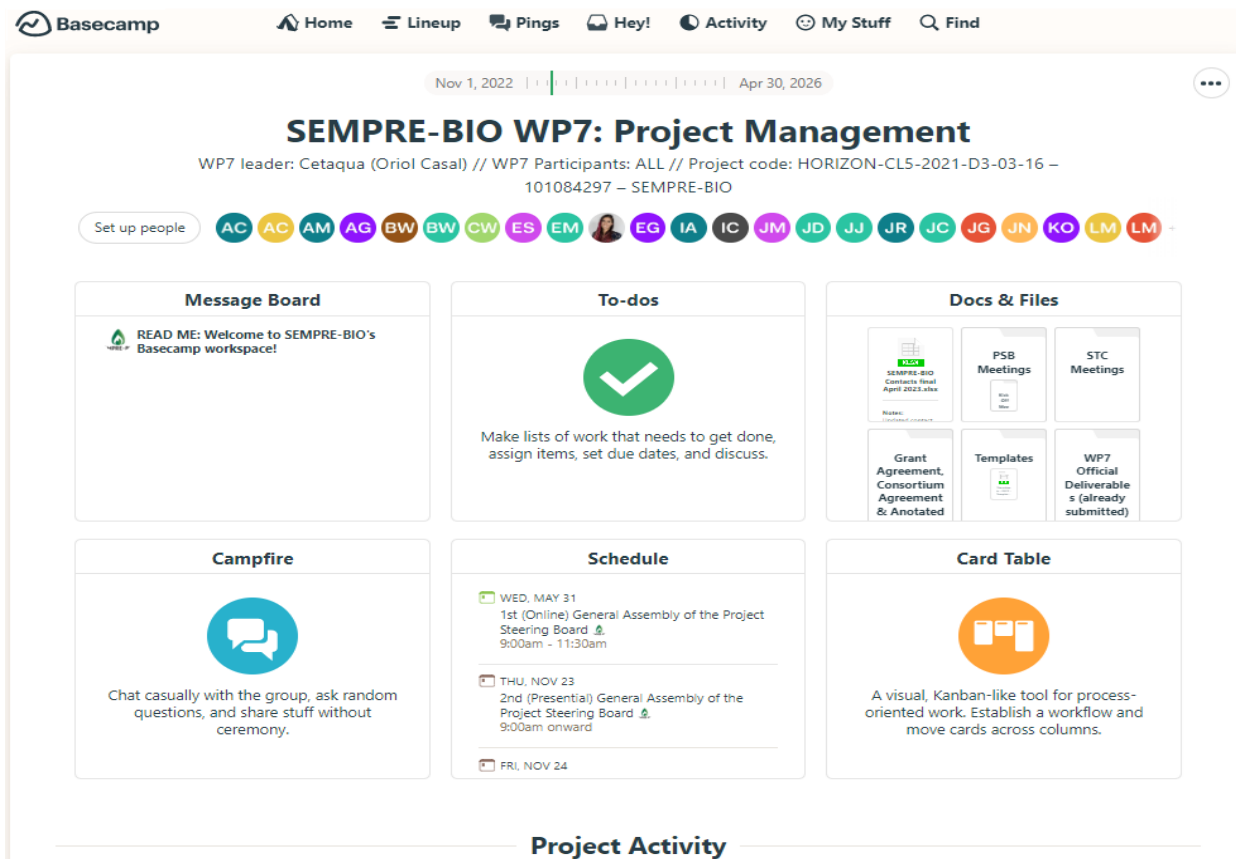 Basecamp
Home Lineup Pings Hey! Activity My Stuff Find
Nov 1, 2022 Apr 30, 2026
SEMPRE-BIO WP7: Project Management
WP7 leader: Cetaqua (Oriol Casal) // WP7 Participants: ALL // Project code: HORIZON-CL5-2021-D3-03-16 –
101084297 – SEMPRE-BIO
Set up people AC AC AM AG BW BW CW ES EM EG IA IC JM JD JJ JR JC JG JN KO LM LM
Message Board
READ ME: Welcome to SEMPRE-BIO's
Basecamp workspace!
To-dos
Make lists of work that needs to get done,
assign items, set due dates, and discuss.
Docs & Files
XLSX
SEMPRE-BIO
Contacts final
April 2023.xlsx
Notes:
PSB
Meetings
STC
Meetings
Grant
Agreement,
Consortium
Agreement
& Anotated
Templates
WP7
Official
Deliverable
s (already
submitted)
Campfire
Chat casually with the group, ask random
questions, and share stuff without
ceremony.
Schedule
WED, MAY 31
1st (Online) General Assembly of the Project
Steering Board
9:00am - 11:30am
THU, NOV 23
2nd (Presential) General Assembly of the
Project Steering Board
9:00am onward
FRI, NOV 24
Card Table
A visual, Kanban-like tool for process-
oriented work. Establish a workflow and
move cards across columns.
Project Activity